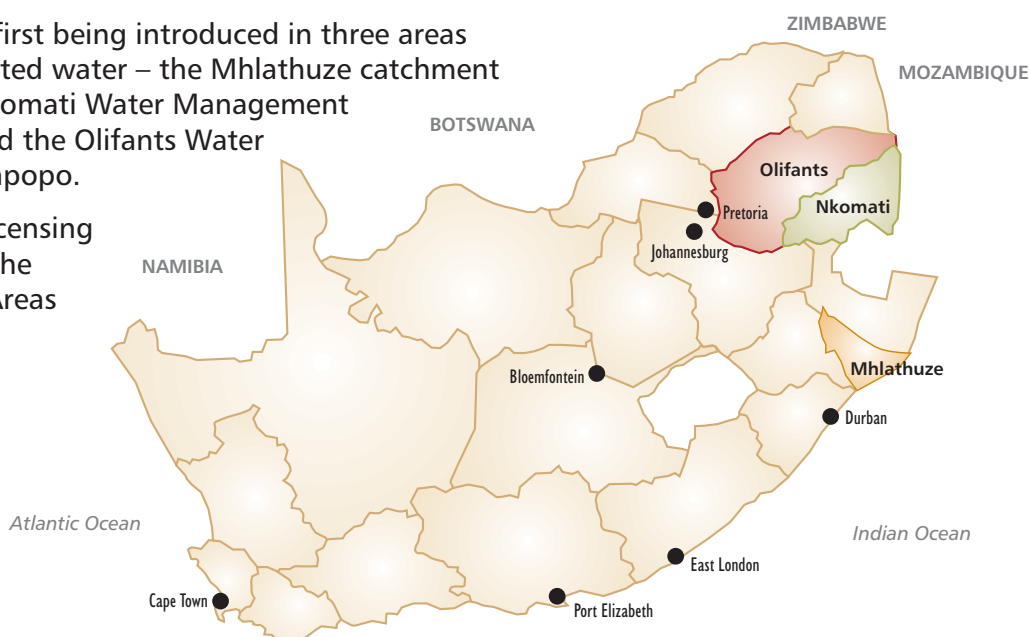 first being introduced in three areas
ted water – the Mhlathuze catchment
omati Water Management
d the Olifants Water
popo.
censing
he
Areas
ZIMBABWE
MOZAMBIQUE
BOTSWANA
Olifants
Nkomati
Pretoria
Johannesburg
NAMIBIA
Mhlathuze
Bloemfontein
Durban
Atlantic Ocean
Indian Ocean
East London
Cape Town
Port Elizabeth